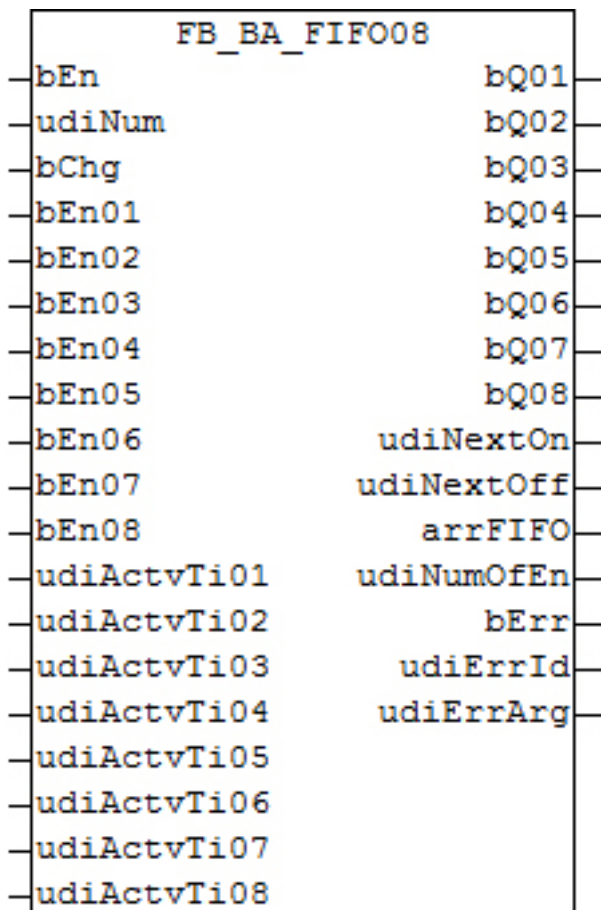 FB_BA_FIFO08
bEn bQ01
udiNum bQ02
bChg bQ03
bEn01 bQ04
bEn02 bQ05
bEn03 bQ06
bEn04 bQ07
bEn05 bQ08
bEn06 udiNextOn
bEn07 udiNextOff
bEn08 arrFIFO
udiActvTi01 udiNumOfEn
udiActvTi02 bErr
udiActvTi03 udiErrId
udiActvTi04 udiErrArg
udiActvTi05
udiActvTi06
udiActvTi07
udiActvTi08